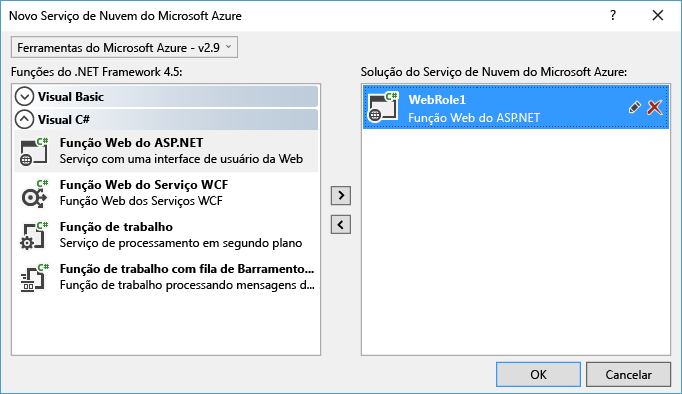 Novo Serviço de Nuvem do Microsoft Azure
Ferramentas do Microsoft Azure - v2.9
Funções do .NET Framework 4.5:
Visual Basic
Visual C#
C#
Função Web do ASP.NET
Serviço com uma interface de usuário da Web
C#
Função Web do Serviço WCF
Função Web dos Serviços WCF
C#
Função de trabalho
Serviço de processamento em segundo plano
C#
Função de trabalho com fila de Barramento...
Função de trabalho processando mensagens d...
Solução do Serviço de Nuvem do Microsoft Azure:
C#
WebRole1
Função Web do ASP.NET
OK
Cancelar